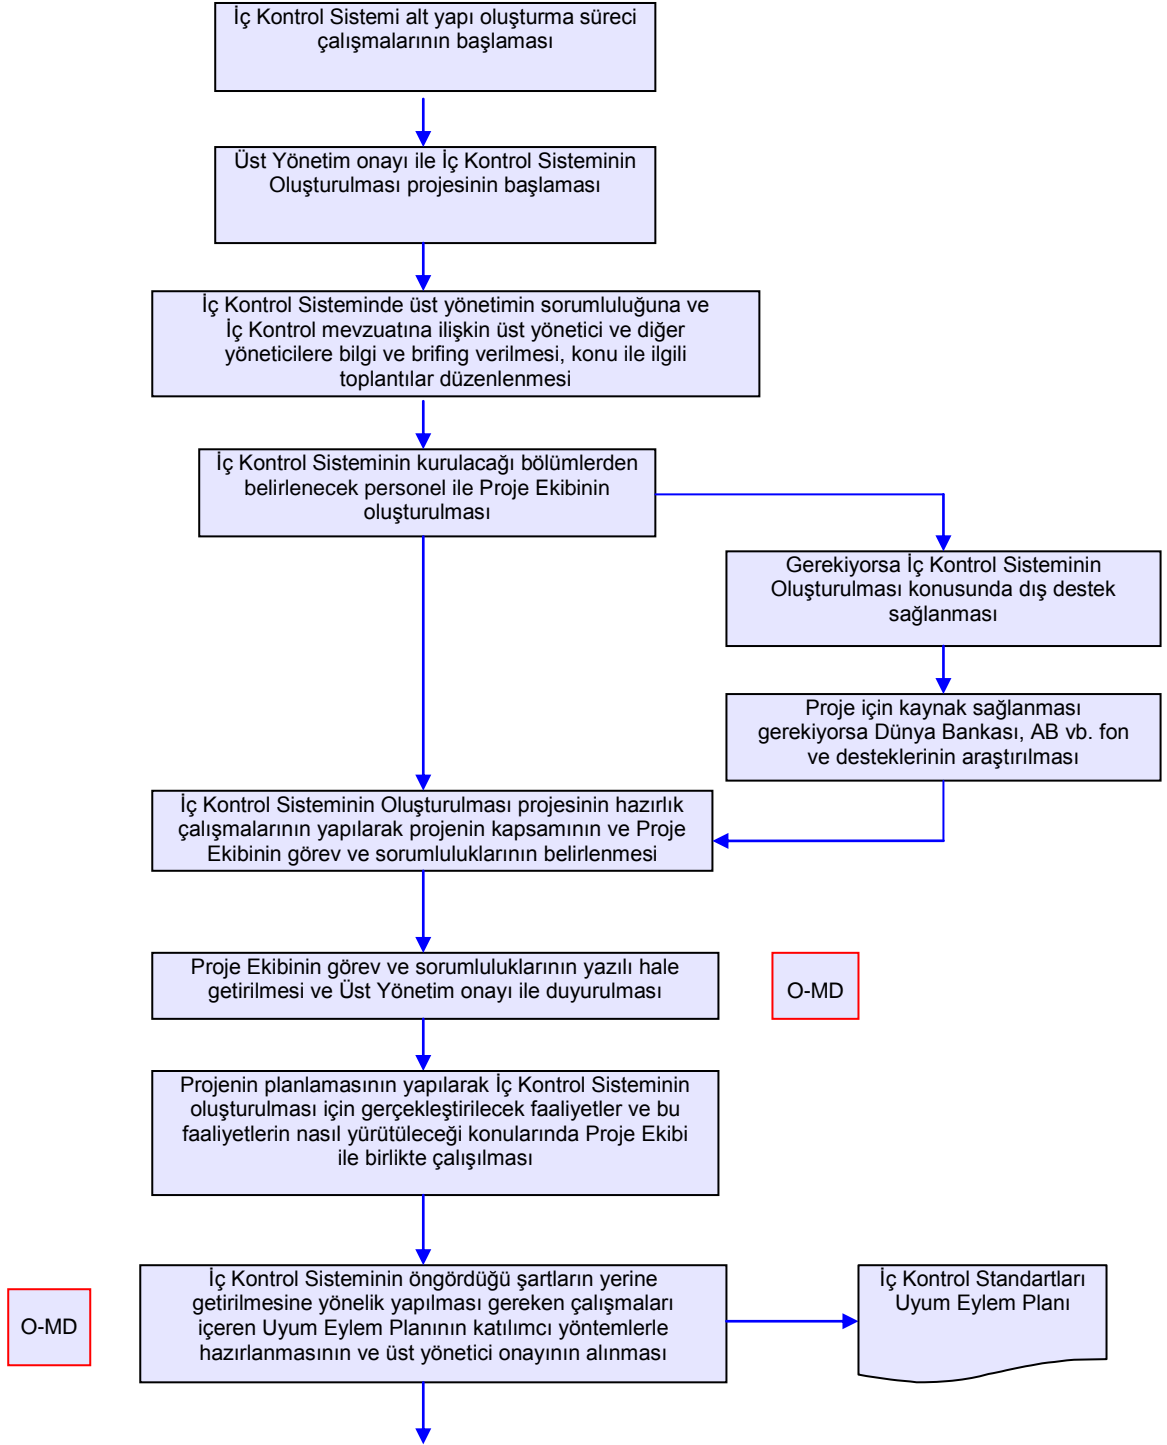 İç Kontrol Sistemi alt yapı oluşturma süreci
çalışmalarının başlaması
Üst Yönetim onayı ile İç Kontrol Sisteminin
Oluşturulması projesinin başlaması
İç Kontrol Sisteminde üst yönetimin sorumluluğuna ve
İç Kontrol mevzuatına ilişkin üst yönetici ve diğer
yöneticilere bilgi ve brifing verilmesi, konu ile ilgili
toplantılar düzenlenmesi
İç Kontrol Sisteminin kurulacağı bölümlerden
belirlenecek personel ile Proje Ekibinin
oluşturulması
Gerekiyorsa İç Kontrol Sisteminin
Oluşturulması konusunda dış destek
sağlanması
Proje için kaynak sağlanması
gerekiyorsa Dünya Bankası, AB vb. fon
ve desteklerinin araştırılması
İç Kontrol Sisteminin Oluşturulması projesinin hazırlık
çalışmalarının yapılarak projenin kapsamının ve Proje
Ekibinin görev ve sorumluluklarının belirlenmesi
Proje Ekibinin görev ve sorumluluklarının yazılı hale
getirilmesi ve Üst Yönetim onayı ile duyurulması
O-MD
Projenin planlamasının yapılarak İç Kontrol Sisteminin
oluşturulması için gerçekleştirilecek faaliyetler ve bu
faaliyetlerin nasıl yürütüleceği konularında Proje Ekibi
ile birlikte çalışılması
O-MD
İç Kontrol Sisteminin öngördüğü şartların yerine
getirilmesine yönelik yapılması gereken çalışmaları
içeren Uyum Eylem Planının katılımcı yöntemlerle
hazırlanmasının ve üst yönetici onayının alınması
İç Kontrol Standartları
Uyum Eylem Planı